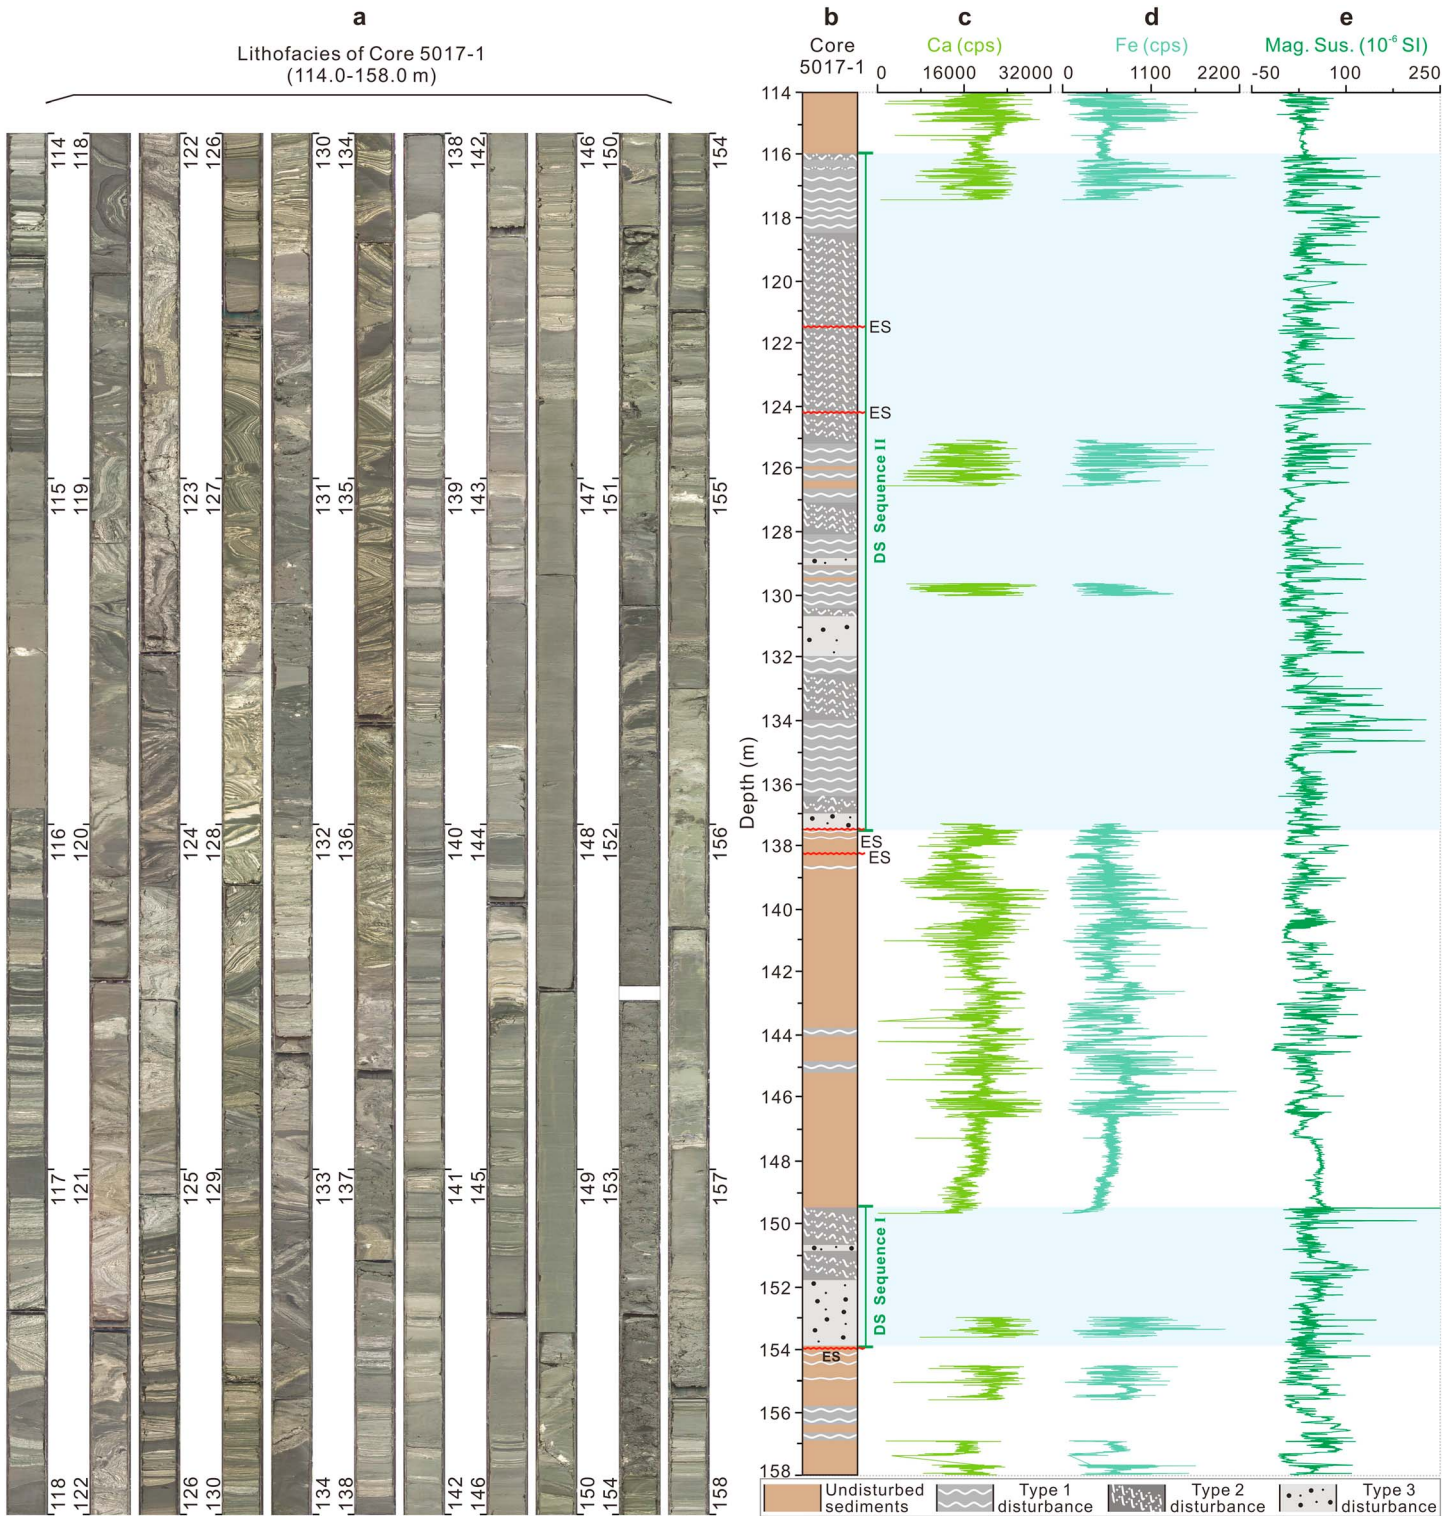 a
b
c
d
e
Lithofacies of Core 5017-1
(114.0-158.0 m)
Core
5017-1
Ca (cps)
Fe (cps)
Mag. Sus. (10⁻⁶ SI)
0 16000 32000
0 1100 2200
-50 100 250
114 118 122 126 130 134 138 142 146 150 154
115 119 123 127 131 135 139 143 147 151 155
116 120 124 128 132 136 140 144 148 152 156
117 121 125 129 133 137 141 145 149 153 157
118 122 126 130 134 138 142 146 150 154 158
Depth (m)
114
116
118
120
122
124
126
128
130
132
134
136
138
140
142
144
146
148
150
152
154
156
158
ES
ES
DS Sequence II
ES
ES
DS Sequence I
ES
Undisturbed
sediments
Type 1
disturbance
Type 2
disturbance
Type 3
disturbance